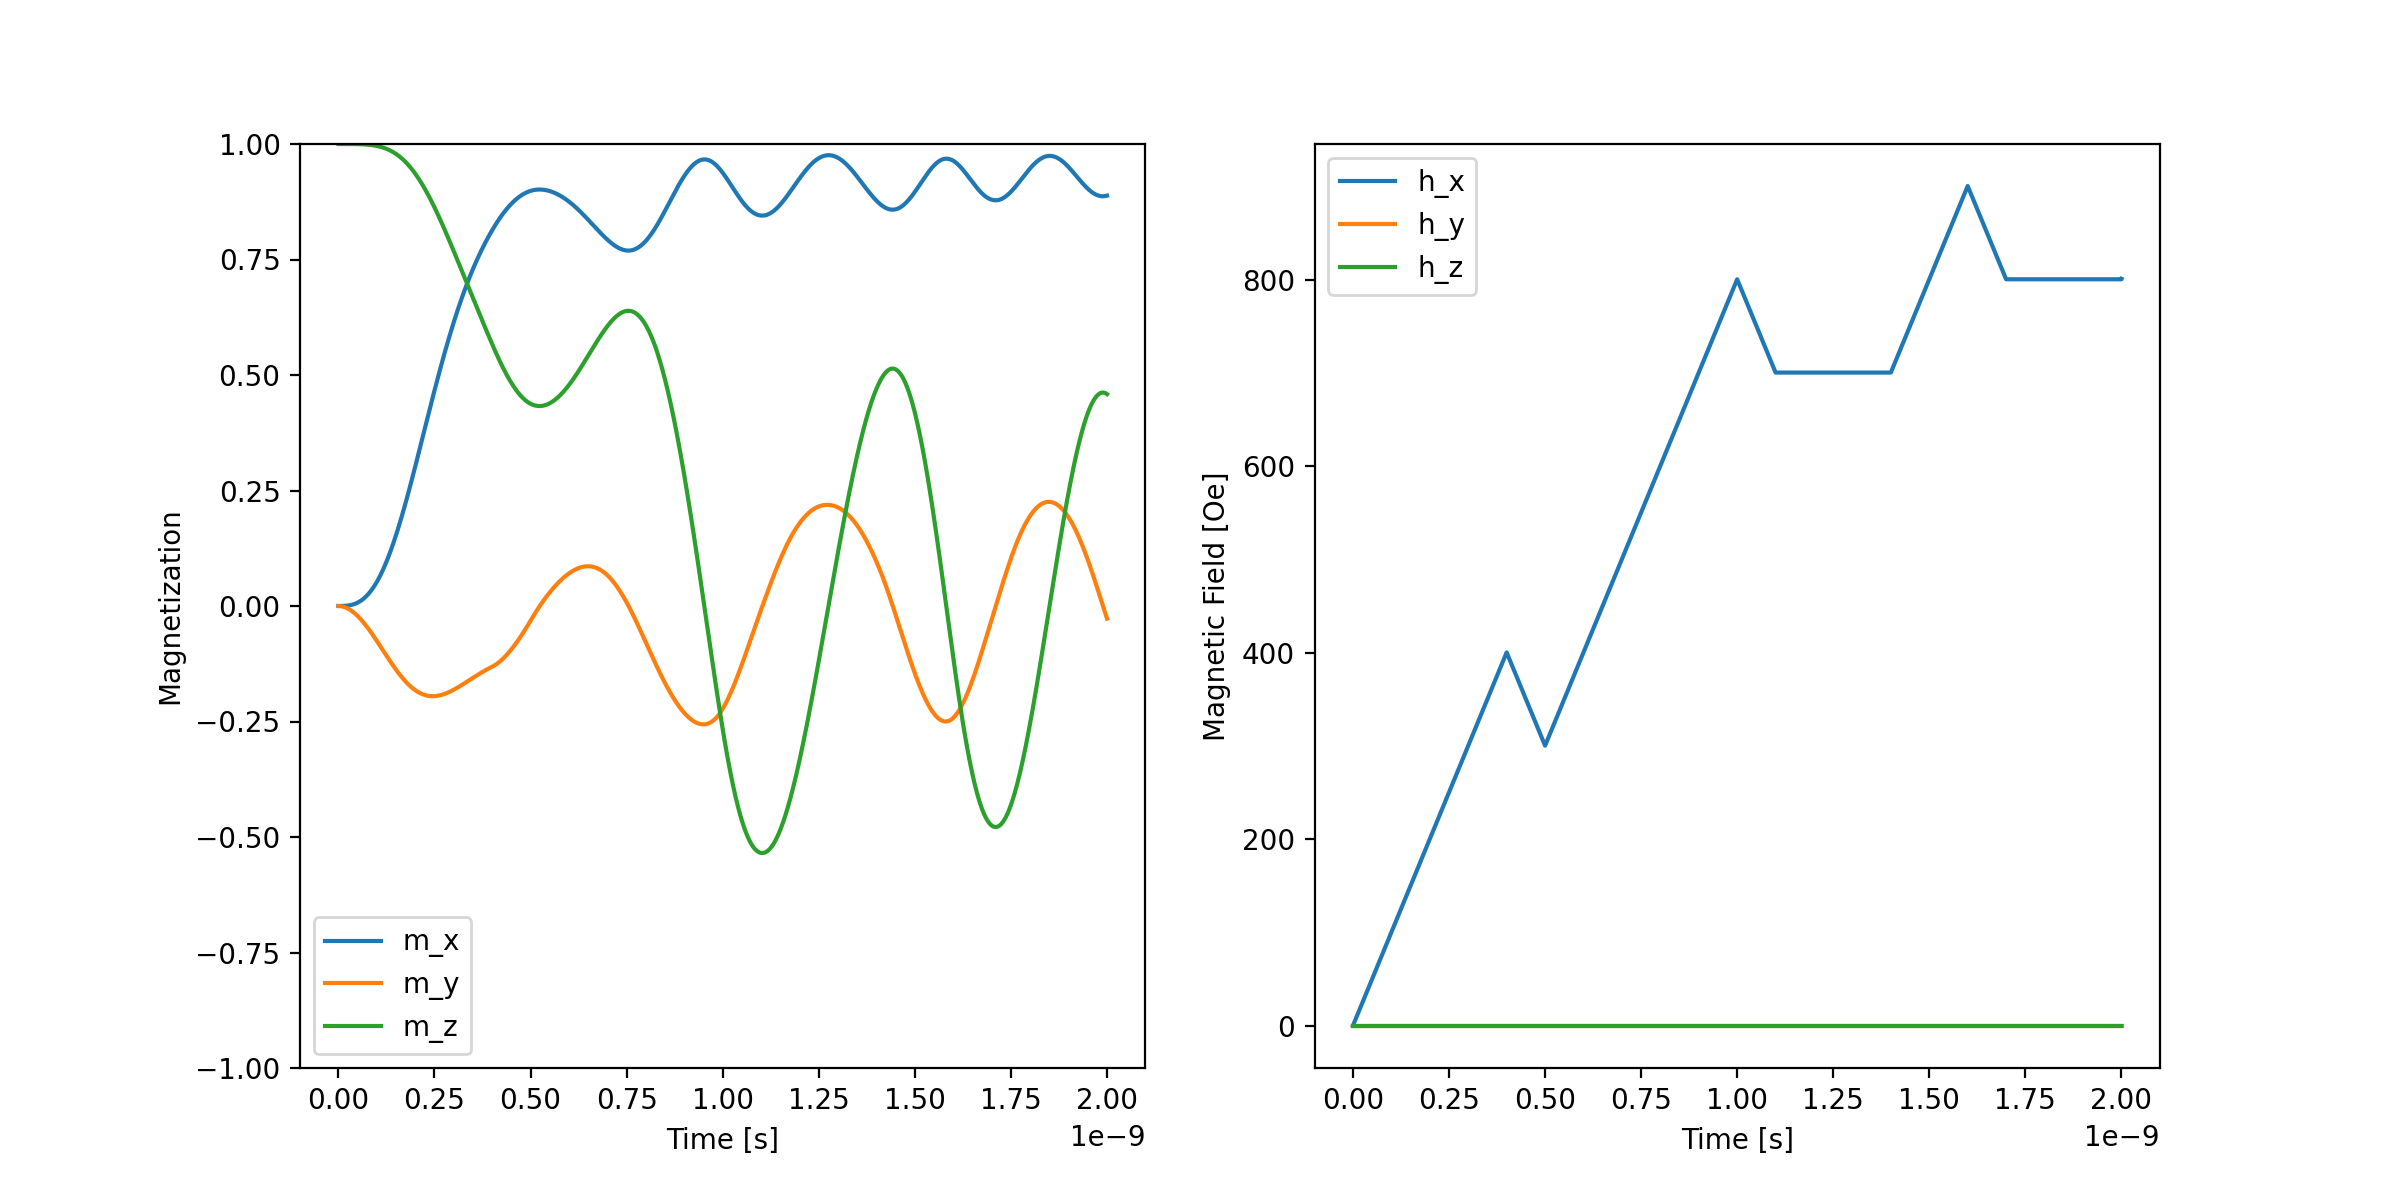 1.00
0.75
0.50
0.25
0.00
−0.25
−0.50
−0.75
−1.00
Magnetization
m_x
m_y
m_z
0.00 0.25 0.50 0.75 1.00 1.25 1.50 1.75 2.00
Time [s]
1e−9
h_x
h_y
h_z
800
600
400
200
0
Magnetic Field [Oe]
0.00 0.25 0.50 0.75 1.00 1.25 1.50 1.75 2.00
Time [s]
1e−9